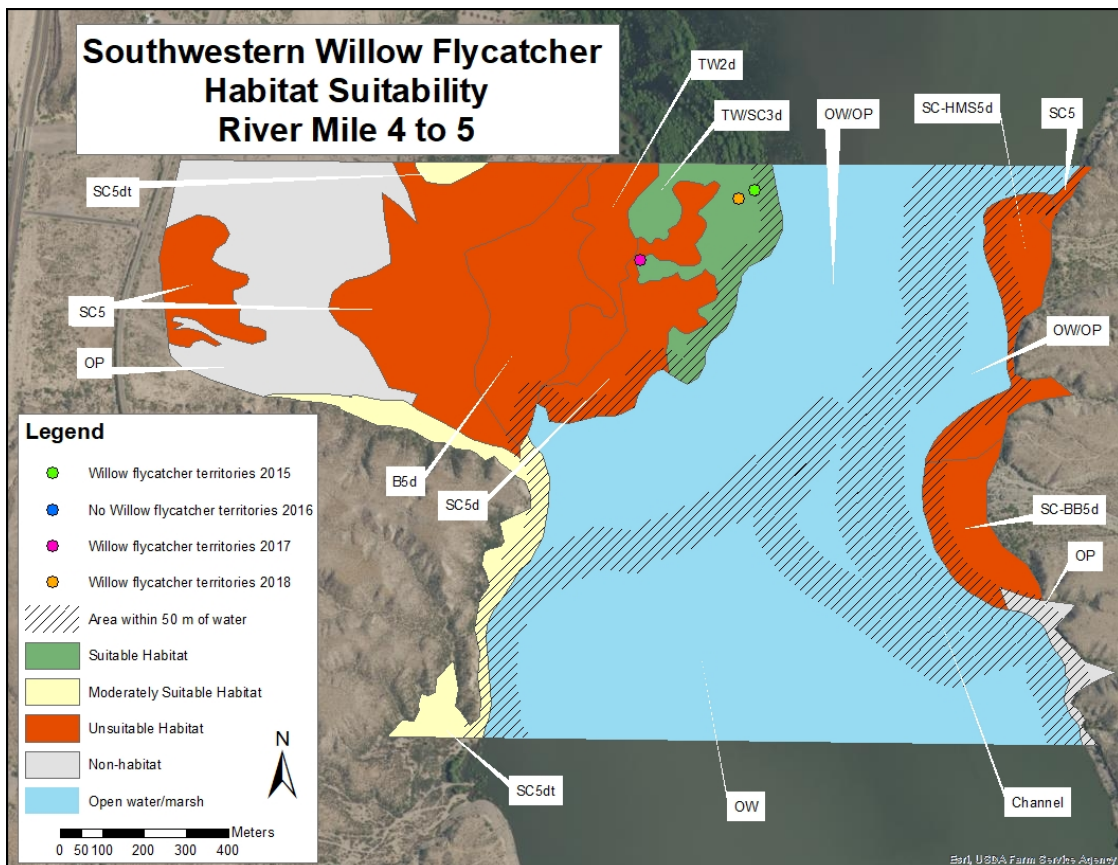 Southwestern Willow Flycatcher
Habitat Suitability
River Mile 4 to 5
TW2d
TW/SC3d
OW/OP
SC-HMS5d
SC5
SC5dt
SC5
OP
OW/OP
B5d
SC5d
SC-BB5d
OP
SC5dt
OW
Channel
Legend
Willow flycatcher territories 2015
No Willow flycatcher territories 2016
Willow flycatcher territories 2017
Willow flycatcher territories 2018
Area within 50 m of water
Suitable Habitat
Moderately Suitable Habitat
Unsuitable Habitat
Non-habitat
Open water/marsh
N
Meters
0 50 100 200 300 400
Esri, USDA Farm Service Agency